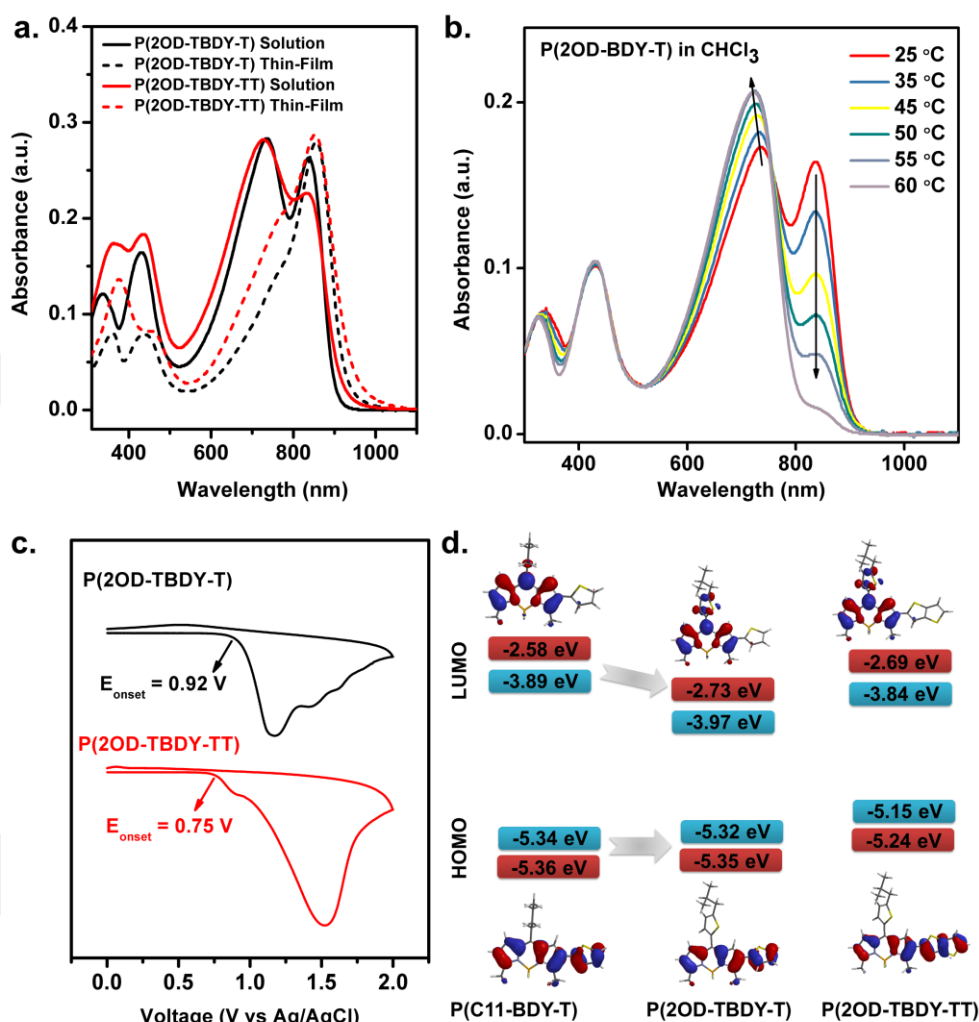 a.
P(2OD-TBDY-T) Solution
P(2OD-TBDY-T) Thin-Film
P(2OD-TBDY-TT) Solution
P(2OD-TBDY-TT) Thin-Film
0.4
0.3
0.2
0.1
0.0
Absorbance (a.u.)
400 600 800 1000
Wavelength (nm)
b.
P(2OD-BDY-T) in CHCl3
25 °C
35 °C
45 °C
50 °C
55 °C
60 °C
0.2
0.1
0.0
Absorbance (a.u.)
400 600 800 1000
Wavelength (nm)
c.
P(2OD-TBDY-T)
Eonset = 0.92 V
P(2OD-TBDY-TT)
Eonset = 0.75 V
0.0 0.5 1.0 1.5 2.0
Voltage (V vs Ag/AgCl)
d.
LUMO
-2.58 eV
-3.89 eV
-2.73 eV
-3.97 eV
-2.69 eV
-3.84 eV
HOMO
-5.34 eV
-5.36 eV
-5.32 eV
-5.35 eV
-5.15 eV
-5.24 eV
P(C11-BDY-T) P(2OD-TBDY-T) P(2OD-TBDY-TT)